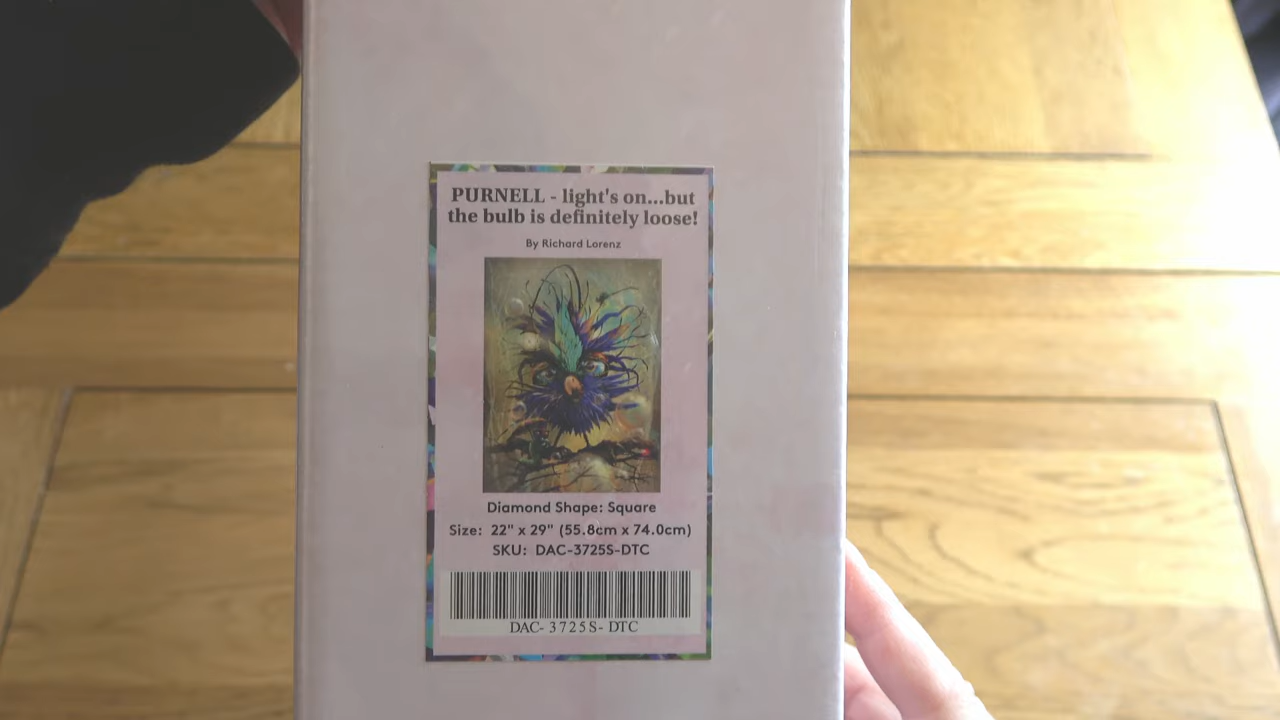 PURNELL - light's on...but
the bulb is definitely loose!
By Richard Lorenz
Diamond Shape: Square
Size: 22" x 29" (55.8cm x 74.0cm)
SKU: DAC-3725S-DTC
DAC- 3725S- DTC